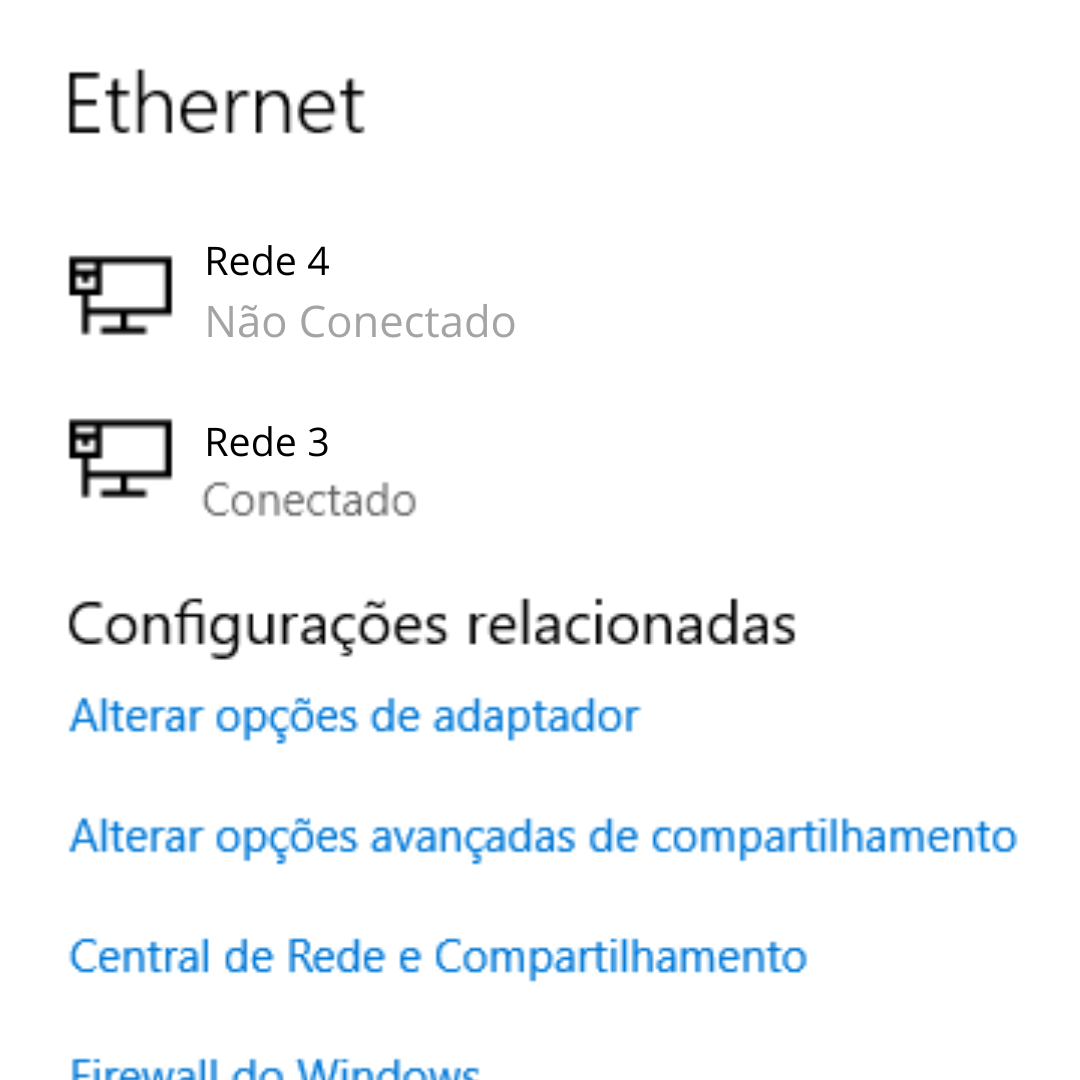 Ethernet
Rede 4
Não Conectado
Rede 3
Conectado
Configurações relacionadas
Alterar opções de adaptador
Alterar opções avançadas de compartilhamento
Central de Rede e Compartilhamento
Firewall do Windows